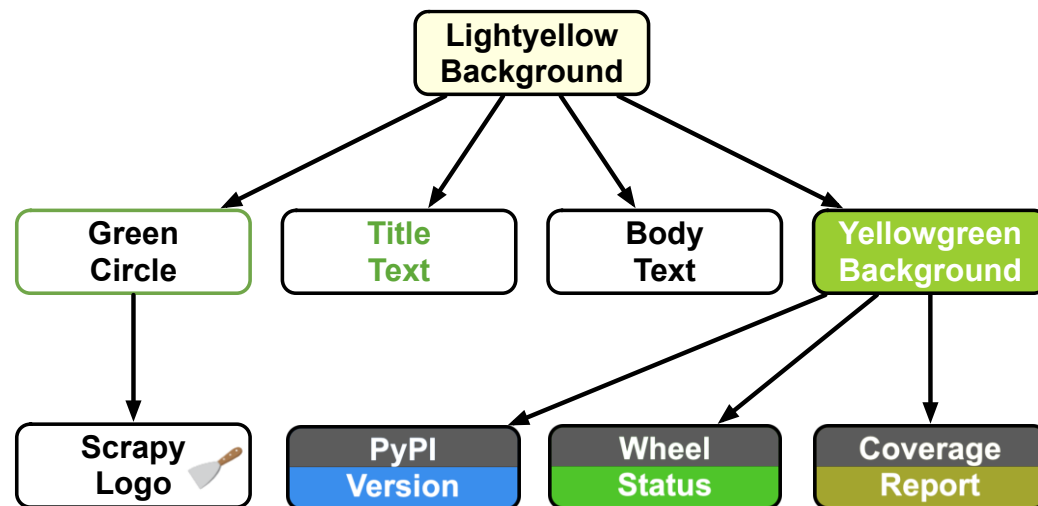 Lightyellow
Background
Green
Circle
Title
Text
Body
Text
Yellowgreen
Background
Scrapy
Logo
PyPI
Version
Wheel
Status
Coverage
Report